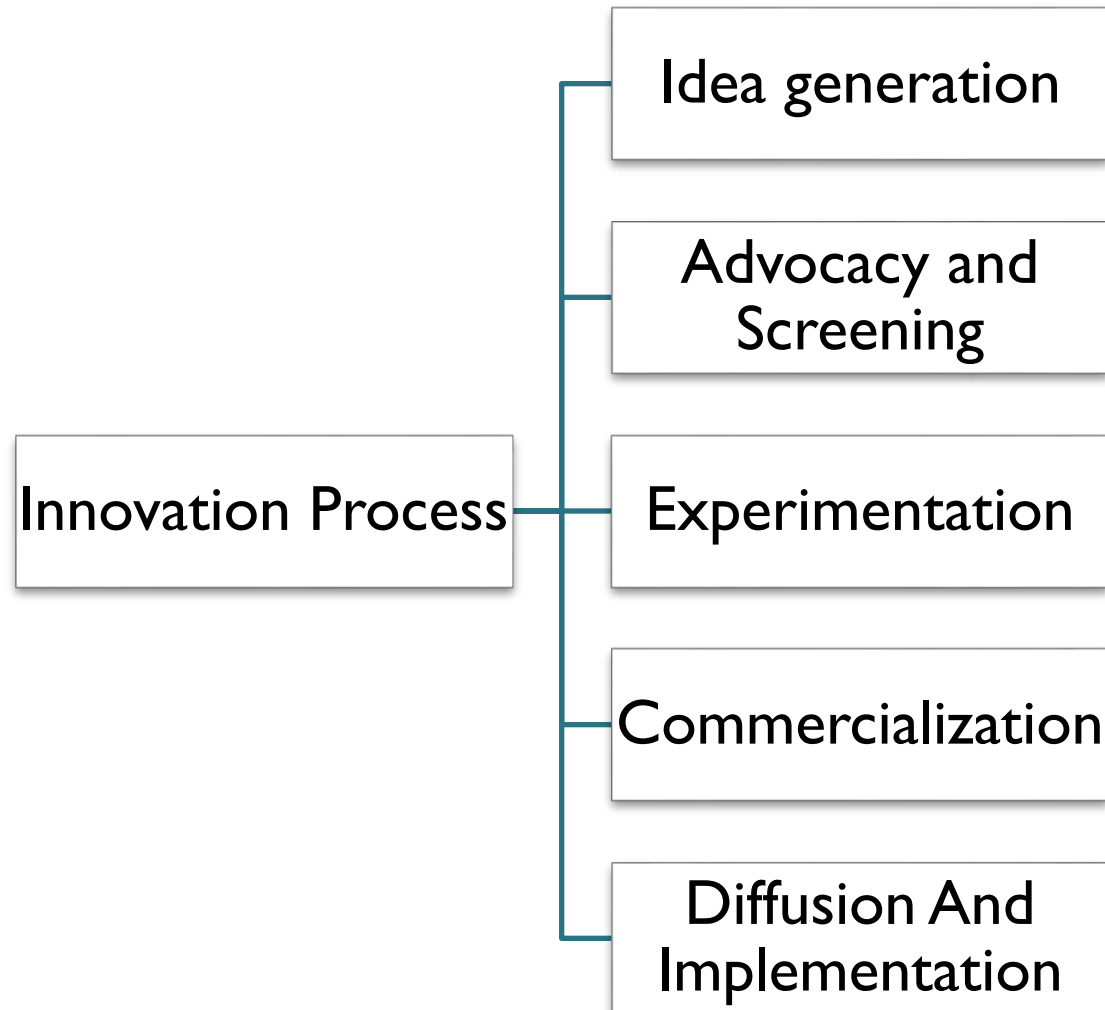 Idea generation
Advocacy and
Screening
Innovation Process
Experimentation
Commercialization
Diffusion And
Implementation